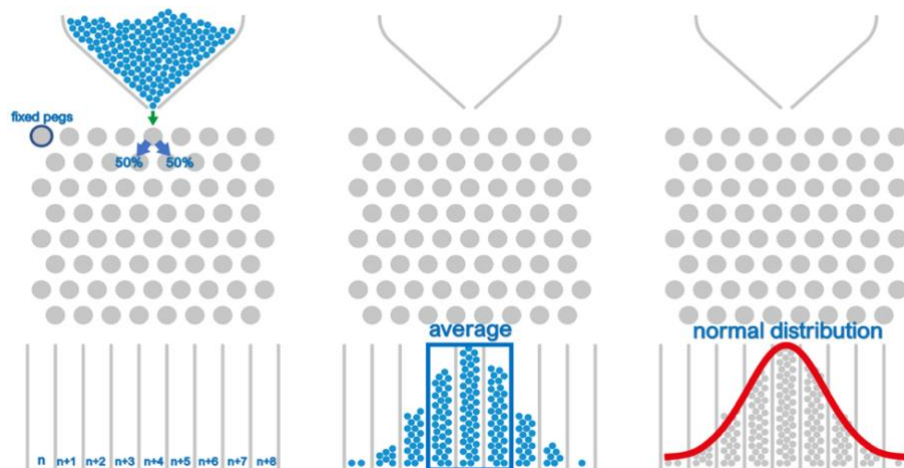 fixed pegs
50% 50%
average
normal distribution
n n+1 n+2 n+3 n+4 n+5 n+6 n+7 n+8